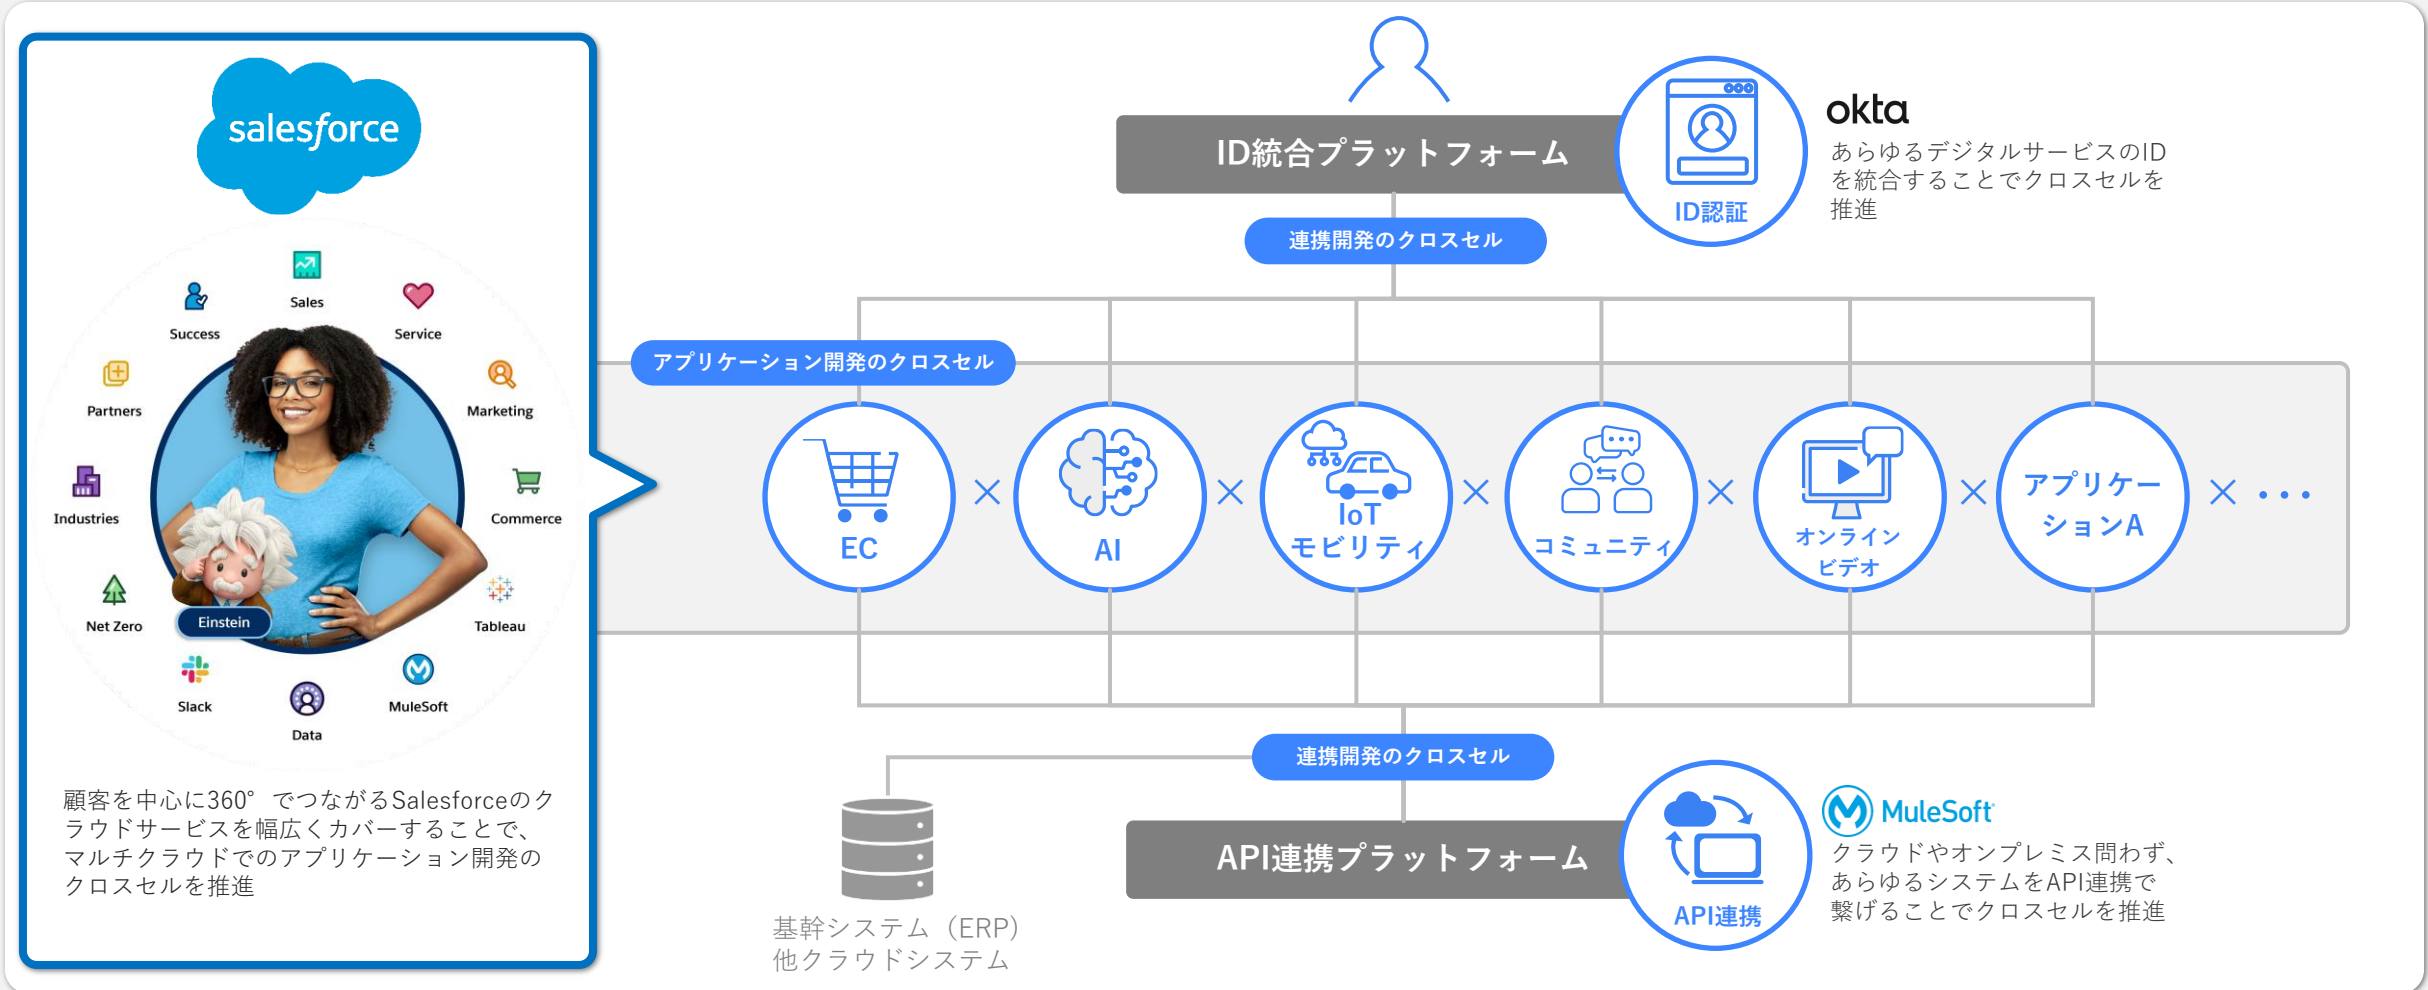 salesforce
Sales
Success
Service
Partners
Marketing
Industries
Commerce
Net Zero
Einstein
Tableau
Slack
MuleSoft
Data
顧客を中心に360°でつながるSalesforceのク
ラウドサービスを幅広くカバーすることで、
マルチクラウドでのアプリケーション開発の
クロスセルを推進
ID統合プラットフォーム
ID認証
okta
あらゆるデジタルサービスのID
を統合することでクロスセルを
推進
連携開発のクロスセル
アプリケーション開発のクロスセル
EC
×
AI
×
IoT
モビリティ
×
コミュニティ
×
オンライン
ビデオ
×
アプリケー
ションA
× ・・・
連携開発のクロスセル
基幹システム（ERP）
他クラウドシステム
API連携プラットフォーム
API連携
MuleSoft
クラウドやオンプレミス問わず、
あらゆるシステムをAPI連携で
繋げることでクロスセルを推進